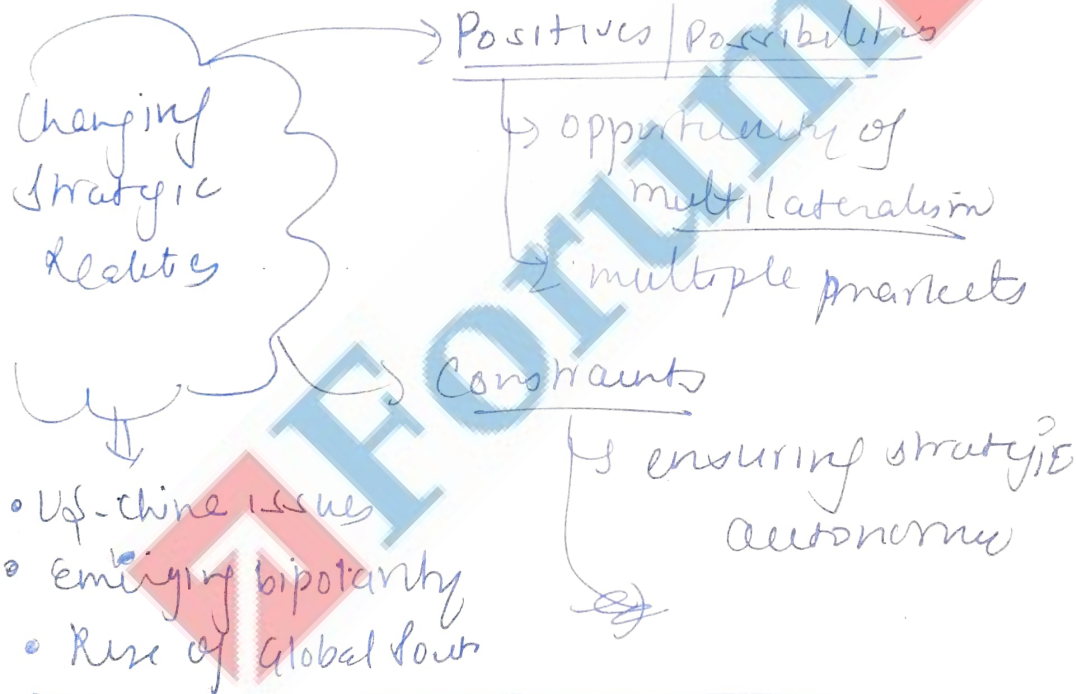 Positives / Possibilities
Changing
Strategic
Realities
opportunity of
multilateralism
multiple markets
Constraints
ensuring strategic
autonomy
• US-China issues
• Emerging bipolarity
• Rise of Global South
Forum